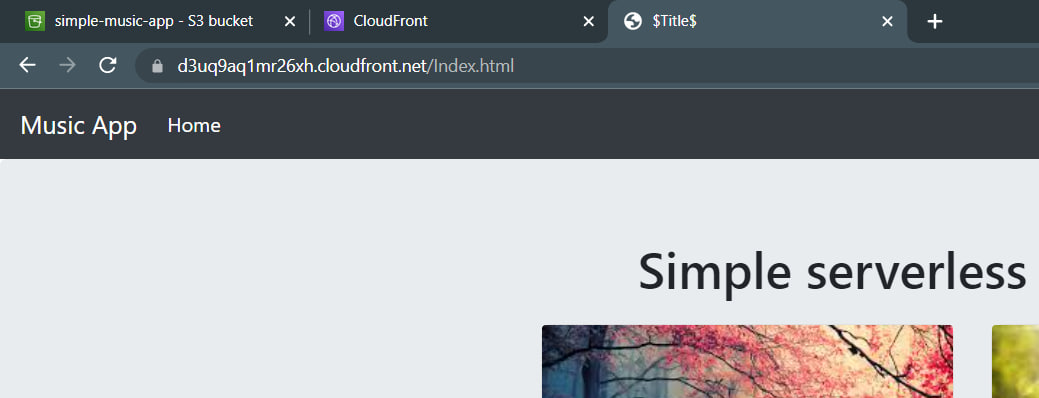 simple-music-app - S3 bucket
CloudFront
$Title$
d3uq9aq1mr26xh.cloudfront.net/Index.html
Music App
Home
Simple serverless